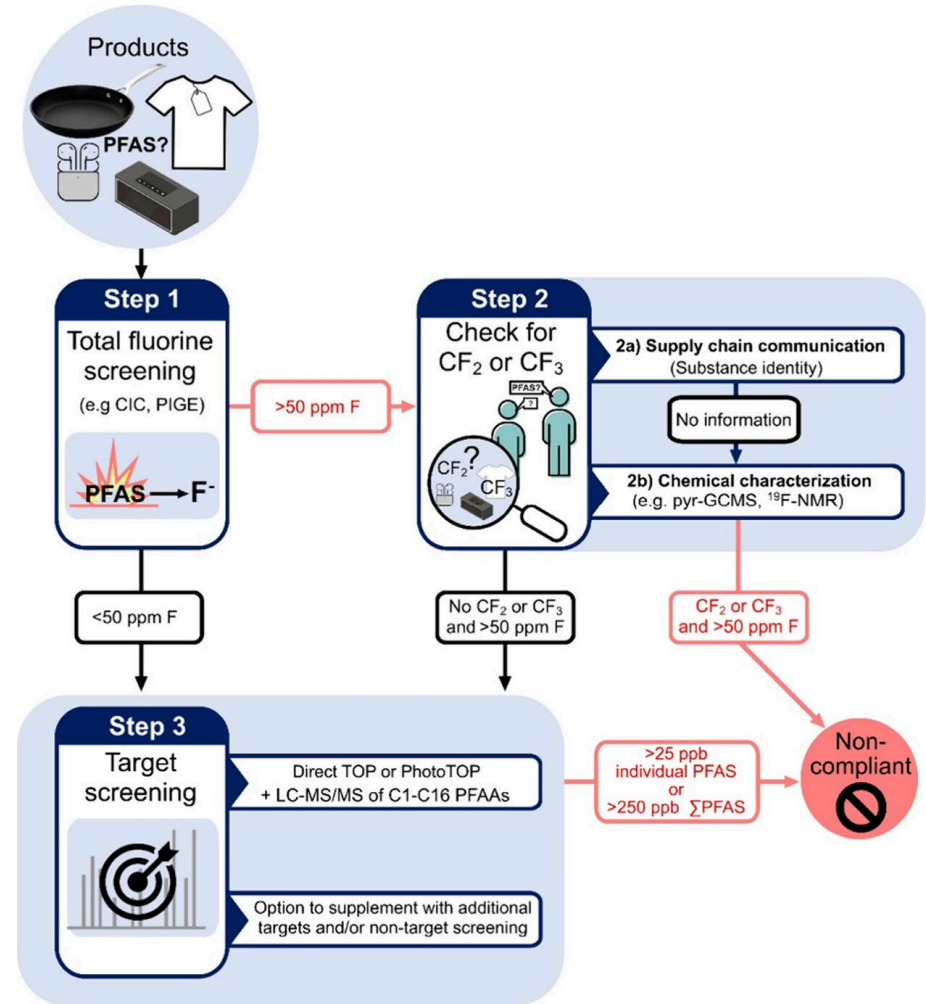 Products
PFAS?
Step 1
Total fluorine
screening
(e.g CIC, PIGE)
PFAS → F⁻
>50 ppm F
<50 ppm F
Step 2
Check for
CF₂ or CF₃
PFAS?
?
CF₂?
CF₃
2a) Supply chain communication
(Substance identity)
No information
2b) Chemical characterization
(e.g. pyr-GCMS, ¹⁹F-NMR)
No CF₂ or CF₃
and >50 ppm F
CF₂ or CF₃
and >50 ppm F
Step 3
Target
screening
Direct TOP or PhotoTOP
+ LC-MS/MS of C1-C16 PFAAs
Option to supplement with additional
targets and/or non-target screening
>25 ppb
individual PFAS
or
>250 ppb ∑PFAS
Non-
compliant